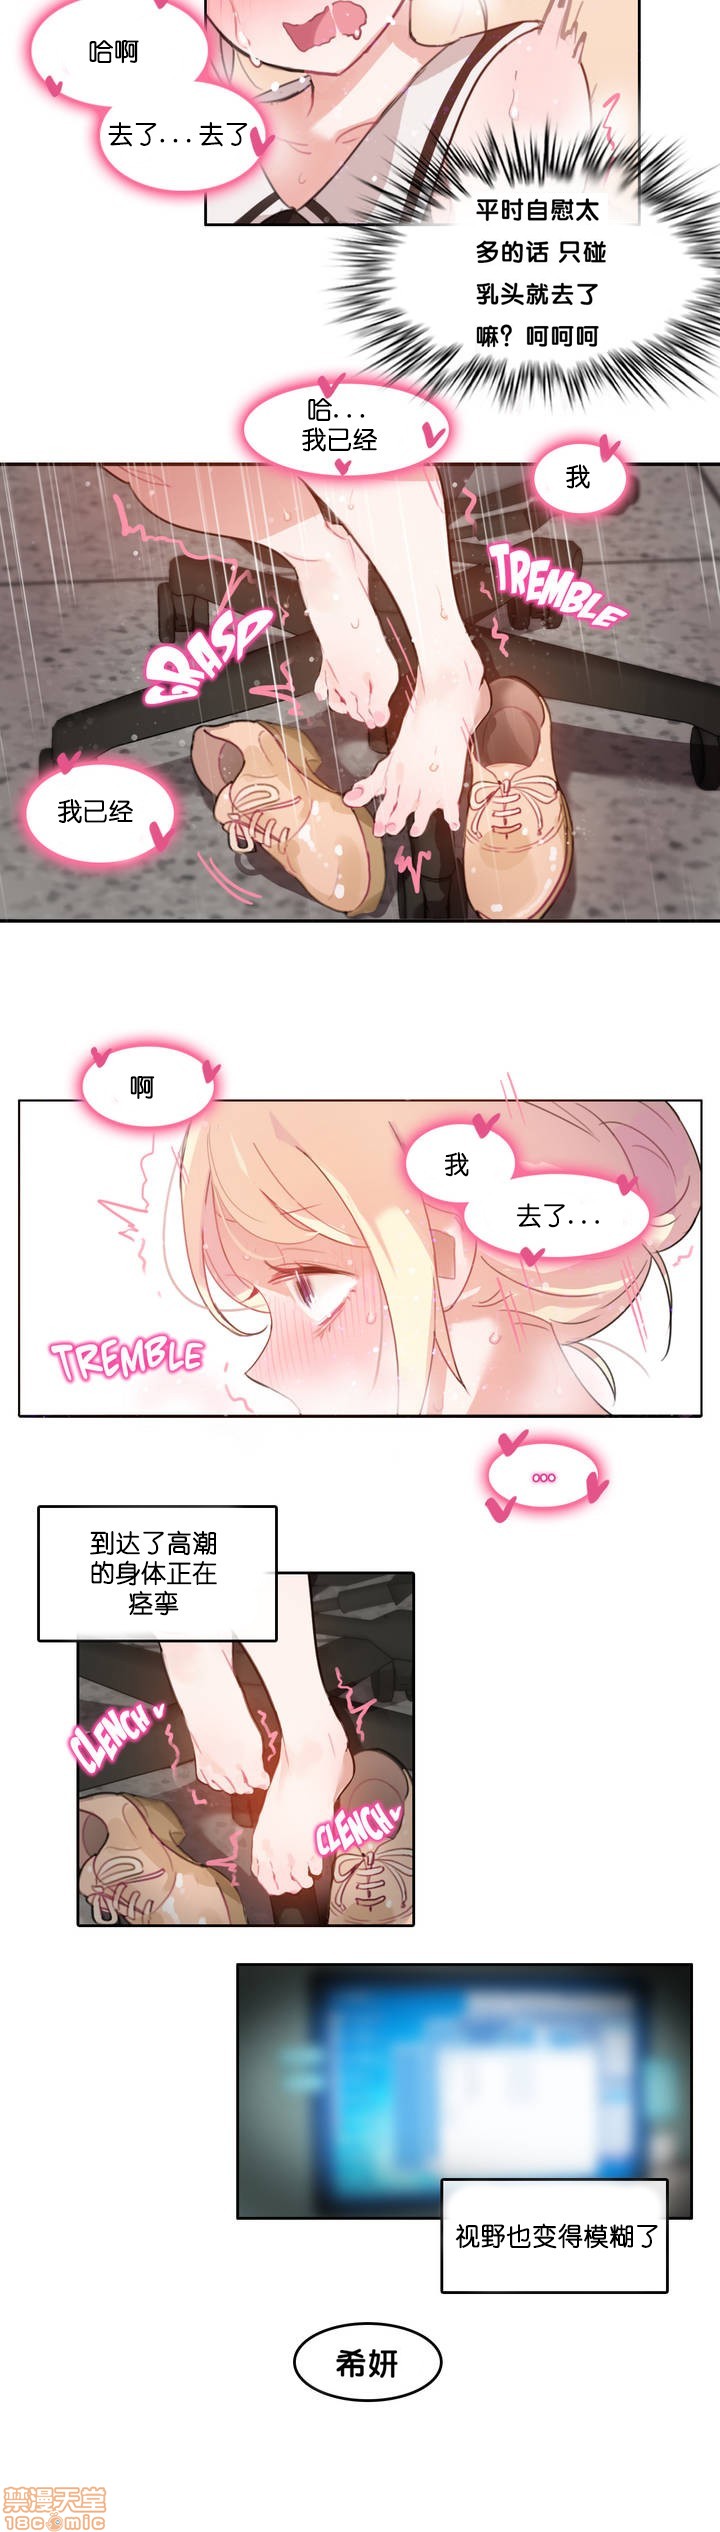 哈啊
去了...去了
平时自慰太
多的话 只碰
乳头就去了
嘛？呵呵呵
哈...
我已经
我
TREMBLE
GRASP
我已经
啊
我
去了...
TREMBLE
...
到达了高潮
的身体正在
痉挛
CLENCH
CLENCH
视野也变得模糊了
希妍
禁漫天堂
18comic